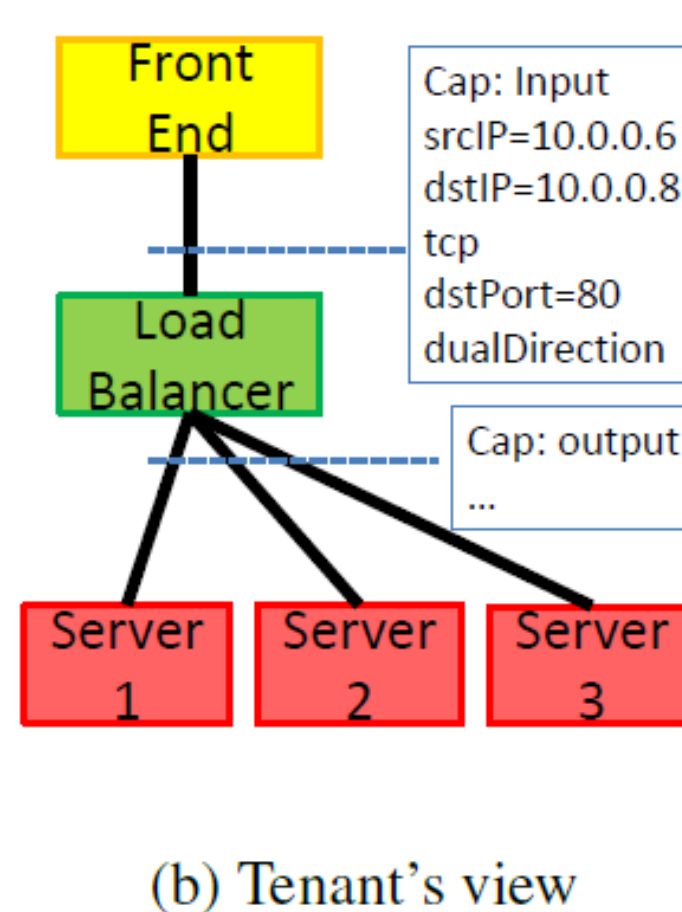 Front
End
Cap: Input
srcIP=10.0.0.6
dstIP=10.0.0.8
tcp
dstPort=80
dualDirection
Load
Balancer
Cap: output
...
Server
1
Server
2
Server
3
(b) Tenant's view